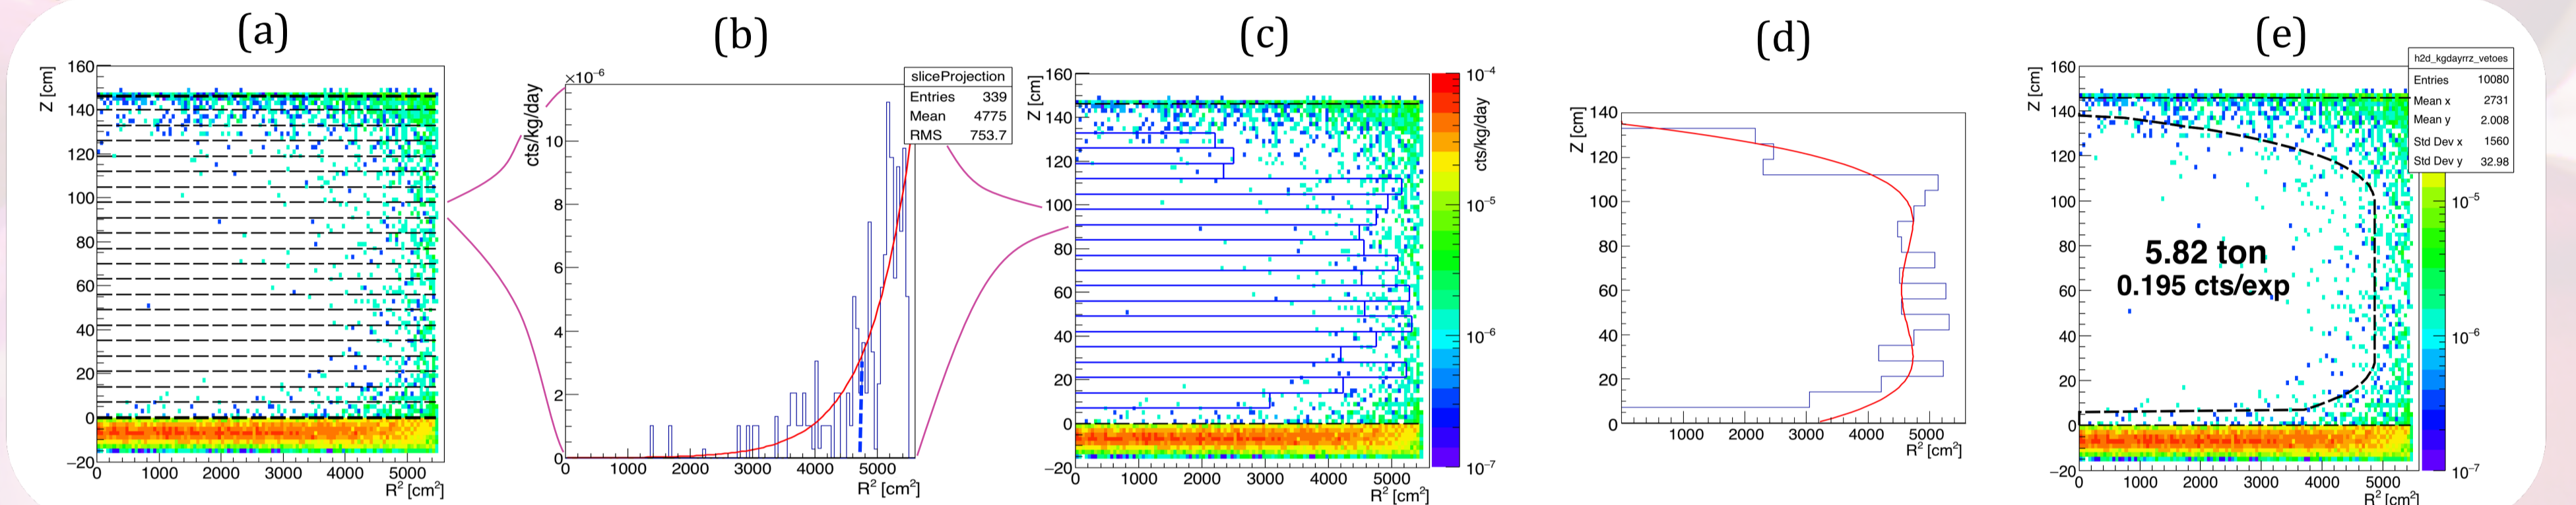 (a)
Z [cm]
160
140
120
100
80
60
40
20
0
−20
0 1000 2000 3000 4000 5000
R² [cm²]
(b)
×10⁻⁶
cts/kg/day
10
8
6
4
2
0
0 1000 2000 3000 4000 5000
R² [cm²]
sliceProjection
Entries 339
Mean 4775
RMS 753.7
(c)
Z [cm]
160
140
120
100
80
60
40
20
0
−20
0 1000 2000 3000 4000 5000
R² [cm²]
cts/kg/day
10⁻⁴
10⁻⁵
10⁻⁶
10⁻⁷
(d)
Z [cm]
140
120
100
80
60
40
20
0
1000 2000 3000 4000 5000
R² [cm²]
(e)
Z [cm]
160
140
120
100
80
60
40
20
0
−20
0 1000 2000 3000 4000 5000
R² [cm²]
5.82 ton
0.195 cts/exp
h2d_kgdayrrz_vetoes
Entries 10080
Mean x 2731
Mean y 2.008
Std Dev x 1560
Std Dev y 32.98
10⁻⁵
10⁻⁶
10⁻⁷